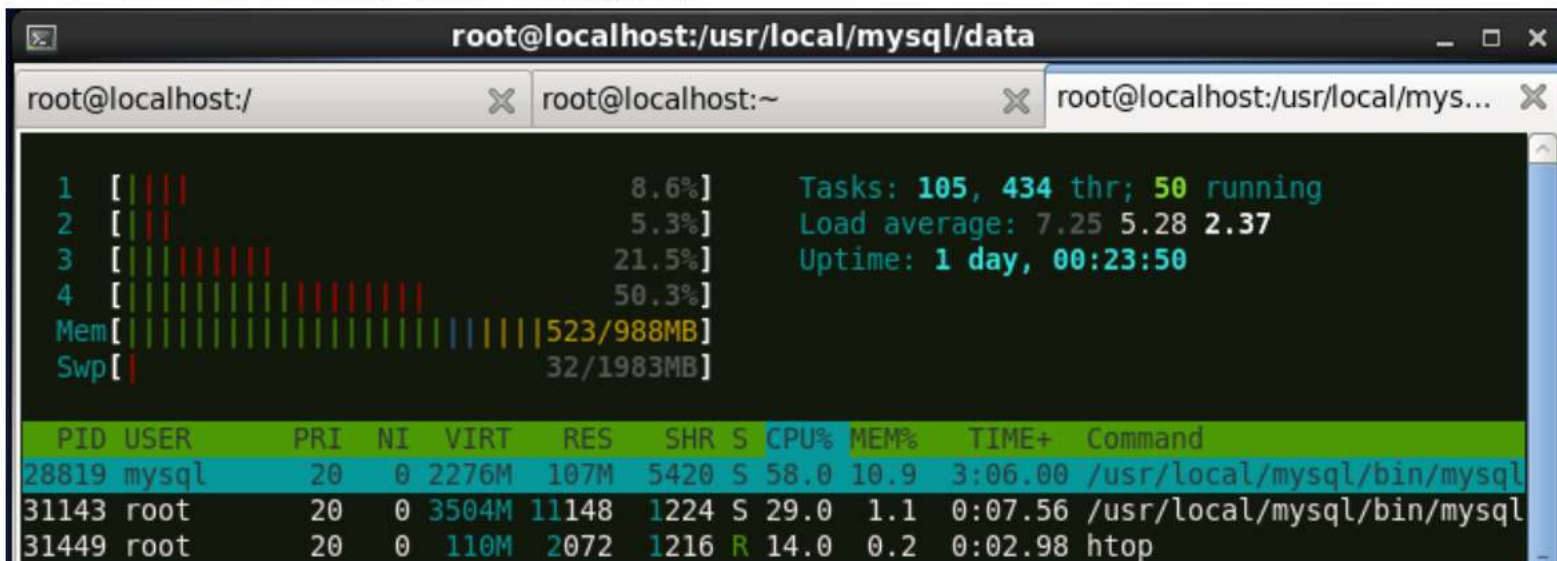 root@localhost:/usr/local/mysql/data
root@localhost:/ root@localhost:~ root@localhost:/usr/local/mys...
1 [|||| 8.6%] Tasks: 105, 434 thr; 50 running
2 [||| 5.3%] Load average: 7.25 5.28 2.37
3 [||||||||| 21.5%] Uptime: 1 day, 00:23:50
4 [|||||||||||||||||| 50.3%]
Mem[|||||||||||||||||||||||||523/988MB]
Swp[| 32/1983MB]
PID USER PRI NI VIRT RES SHR S CPU% MEM% TIME+ Command
28819 mysql 20 0 2276M 107M 5420 S 58.0 10.9 3:06.00 /usr/local/mysql/bin/mysql
31143 root 20 0 3504M 11148 1224 S 29.0 1.1 0:07.56 /usr/local/mysql/bin/mysql
31449 root 20 0 110M 2072 1216 R 14.0 0.2 0:02.98 htop